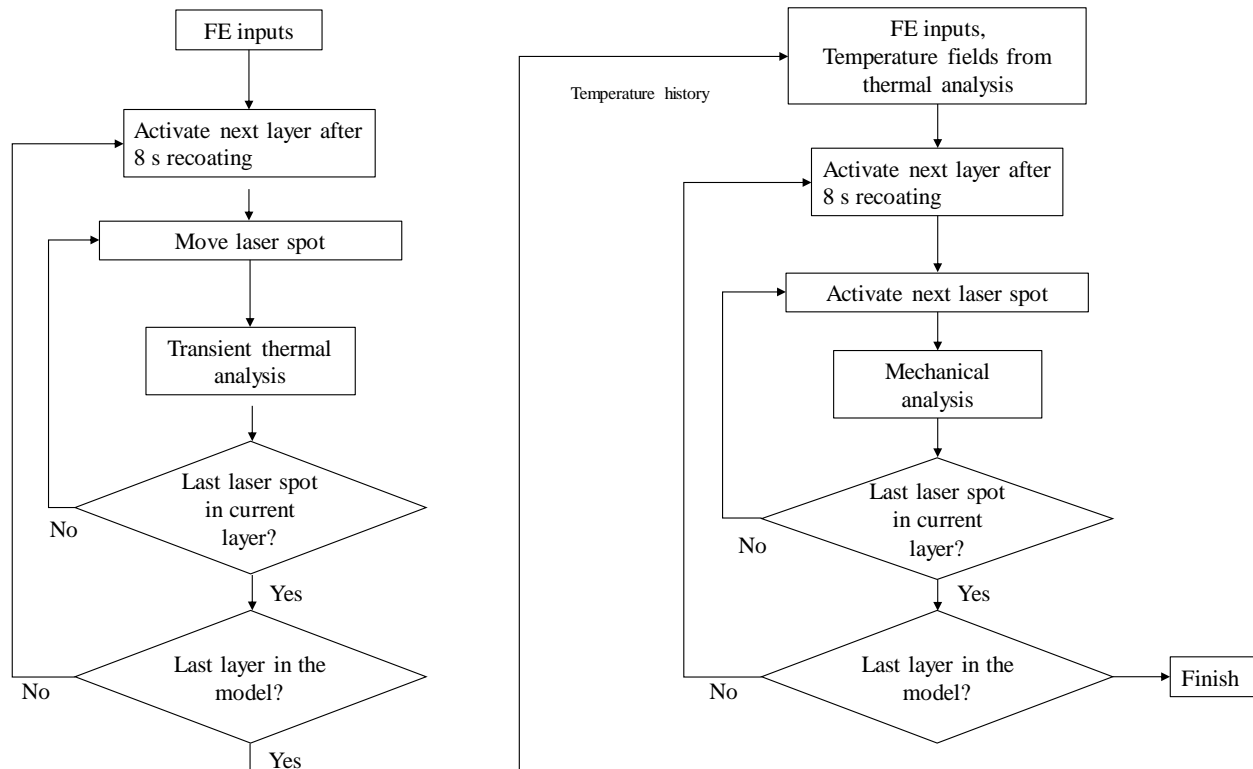 FE inputs
Activate next layer after
8 s recoating
Move laser spot
Transient thermal
analysis
Last laser spot
in current
layer?
No
Yes
Last layer in the
model?
No
Yes
Temperature history
FE inputs,
Temperature fields from
thermal analysis
Activate next layer after
8 s recoating
Activate next laser spot
Mechanical
analysis
Last laser spot
in current
layer?
No
Yes
Last layer in the
model?
No
Finish